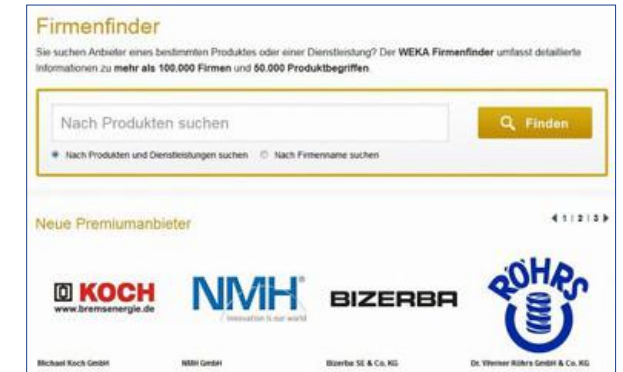 Firmenfinder
Sie suchen Anbieter eines bestimmten Produktes oder einer Dienstleistung? Der WEKA Firmenfinder umfasst detaillierte
Informationen zu mehr als 100.000 Firmen und 50.000 Produktbegriffen
Nach Produkten suchen
Finden
Nach Produkten und Dienstleistungen suchen Nach Firmenname suchen
Neue Premiumanbieter
1 | 2 | 3
KOCH
www.bremsenergie.de
NMH
Innovation is our world
BIZERBA
RÖHRS
Michael Koch GmbH
NMH GmbH
Bizerba SE & Co. KG
Dr. Werner Röhrs GmbH & Co. KG